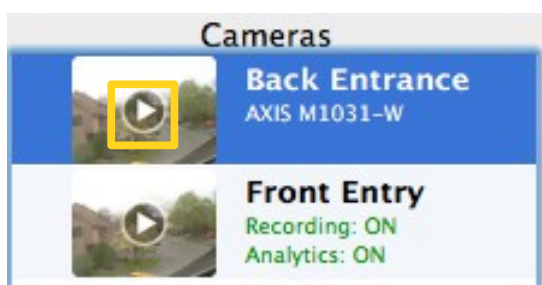 Cameras
Back Entrance
AXIS M1031-W
Front Entry
Recording: ON
Analytics: ON